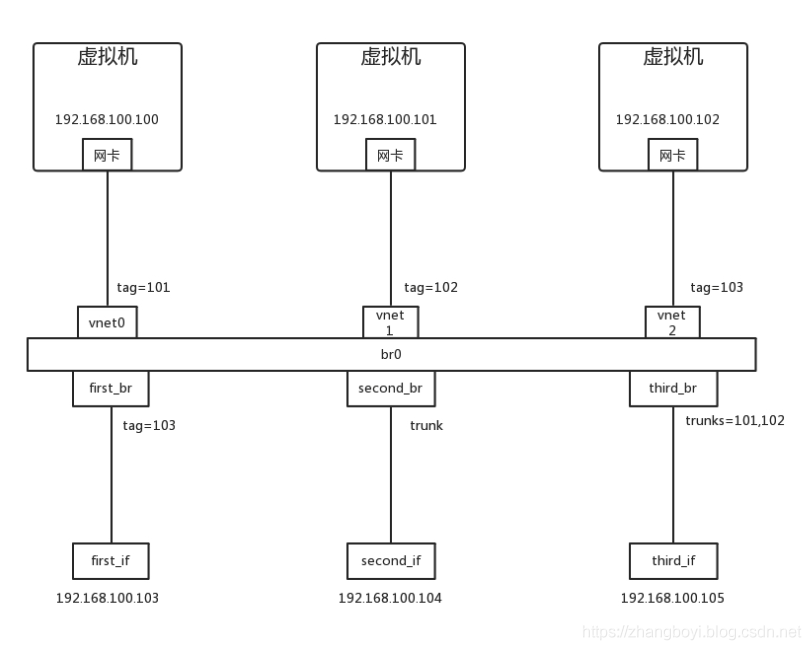 虚拟机
虚拟机
虚拟机
192.168.100.100
192.168.100.101
192.168.100.102
网卡
网卡
网卡
tag=101
tag=102
tag=103
vnet0
vnet
1
vnet
2
br0
first_br
second_br
third_br
tag=103
trunk
trunks=101,102
first_if
second_if
third_if
192.168.100.103
192.168.100.104
192.168.100.105
https://zhangboyi.blog.csdn.net